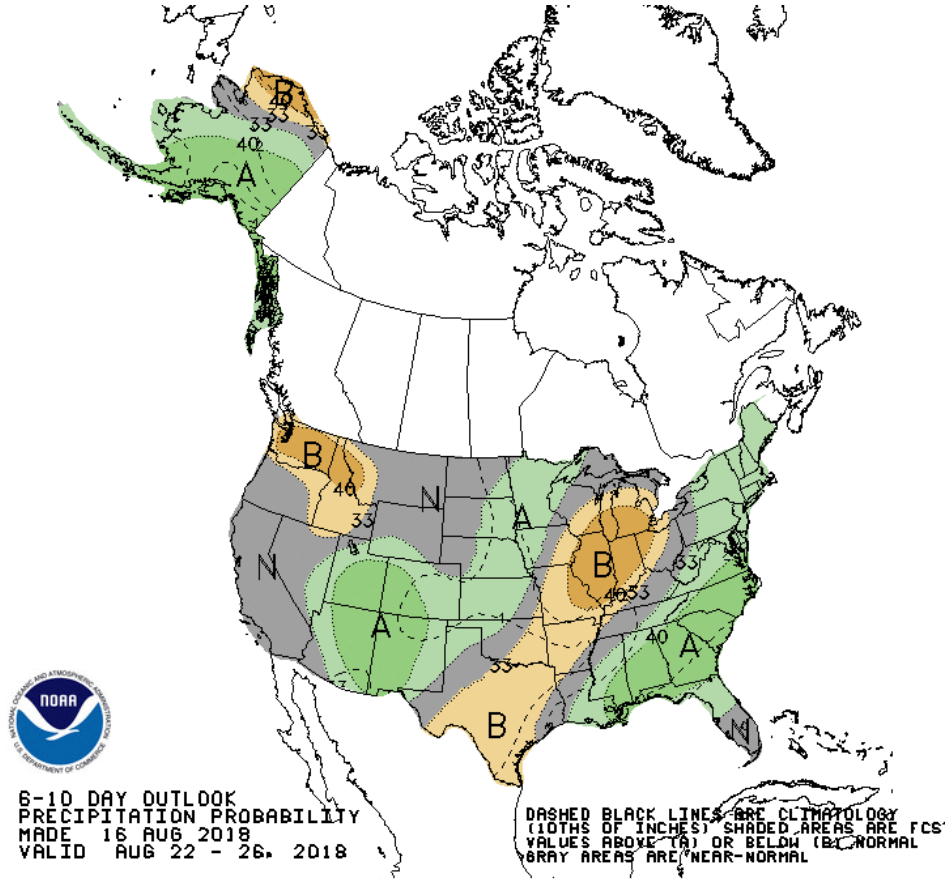 B
40
33
33
33
40
A
B
40
33
N
A
N
B
40
33
33
A
40
A
33
B
N
NOAA
NATIONAL OCEANIC AND ATMOSPHERIC ADMINISTRATION
U.S. DEPARTMENT OF COMMERCE
6-10 DAY OUTLOOK
PRECIPITATION PROBABILITY
MADE 16 AUG 2018
VALID AUG 22 - 26, 2018
DASHED BLACK LINES ARE CLIMATOLOGY
(10THS OF INCHES) SHADED AREAS ARE FCST
VALUES ABOVE (A) OR BELOW (B) NORMAL
GRAY AREAS ARE NEAR-NORMAL